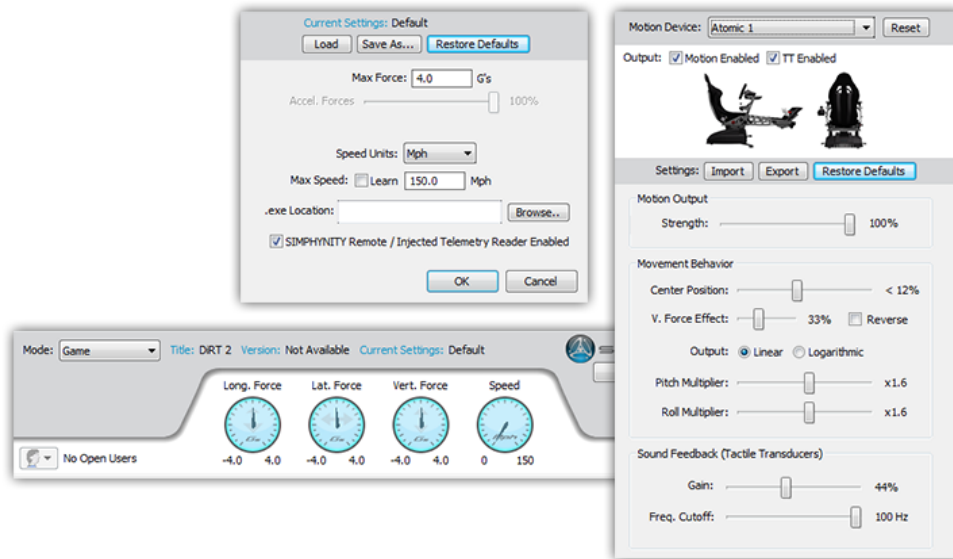 Current Settings: Default
Load Save As... Restore Defaults
Max Force: 4.0 G's
Accel. Forces 100%
Speed Units: Mph
Max Speed: Learn 150.0 Mph
.exe Location: Browse..
SIMPHYNITY Remote / Injected Telemetry Reader Enabled
OK Cancel
Motion Device: Atomic 1 Reset
Output: Motion Enabled TT Enabled
Settings: Import Export Restore Defaults
Motion Output
Strength: 100%
Movement Behavior
Center Position: < 12%
V. Force Effect: 33% Reverse
Output: Linear Logarithmic
Pitch Multiplier: x1.6
Roll Multiplier: x1.6
Sound Feedback (Tactile Transducers)
Gain: 44%
Freq. Cutoff: 100 Hz
Mode: Game Title: DiRT 2 Version: Not Available Current Settings: Default
Long. Force Lat. Force Vert. Force Speed
-4.0 4.0 -4.0 4.0 -4.0 4.0 0 150
No Open Users